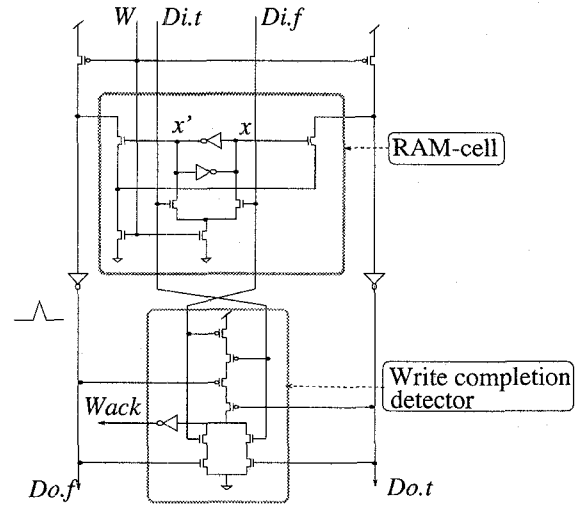 W Di.t Di.f
x' x
RAM-cell
Write completion
detector
Wack
Do.f Do.t